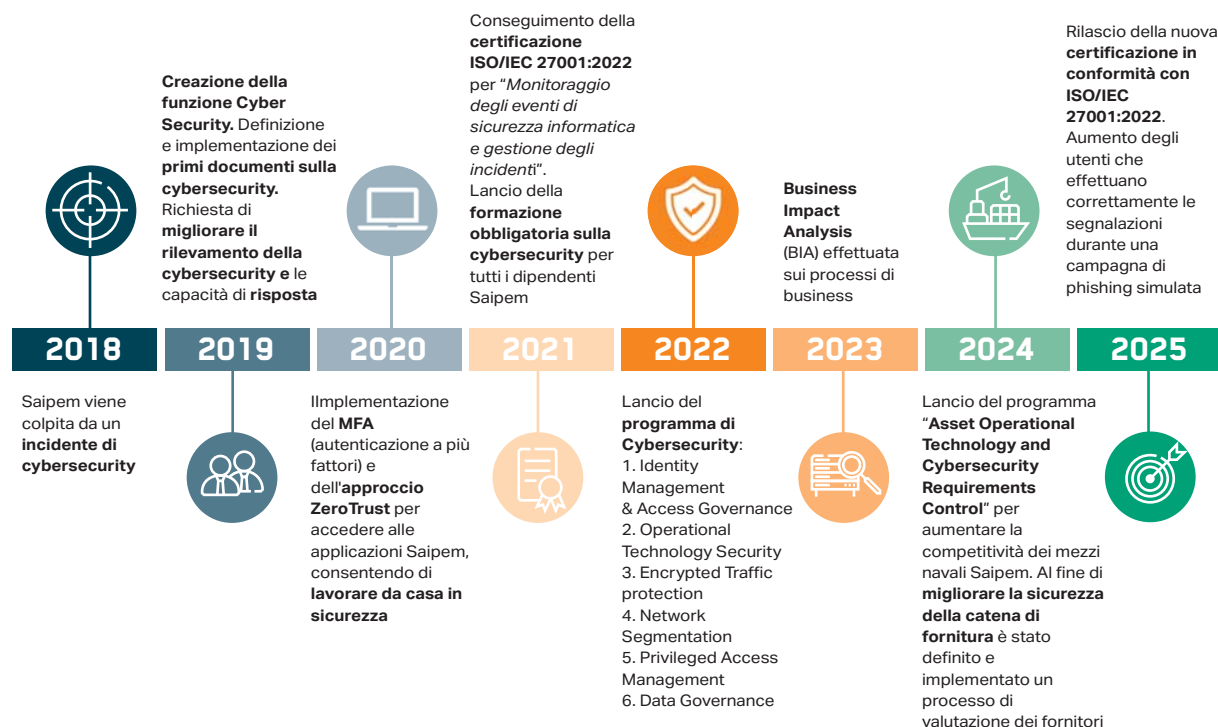 Creazione della
funzione Cyber
Security. Definizione
e implementazione dei
primi documenti sulla
cybersecurity.
Richiesta di
migliorare il
rilevamento della
cybersecurity e le
capacità di risposta
Conseguimento della
certificazione
ISO/IEC 27001:2022
per “Monitoraggio
degli eventi di
sicurezza informatica
e gestione degli
incidenti”.
Lancio della
formazione
obbligatoria sulla
cybersecurity per
tutti i dipendenti
Saipem
Business
Impact
Analysis
(BIA) effettuata
sui processi di
business
Rilascio della nuova
certificazione in
conformità con
ISO/IEC
27001:2022.
Aumento degli
utenti che
effettuano
correttamente le
segnalazioni
durante una
campagna di
phishing simulata
2018 2019 2020 2021 2022 2023 2024 2025
Saipem viene
colpita da un
incidente di
cybersecurity
IImplementazione
del MFA
(autenticazione a più
fattori) e
dell'approccio
ZeroTrust per
accedere alle
applicazioni Saipem,
consentendo di
lavorare da casa in
sicurezza
Lancio del
programma di
Cybersecurity:
1. Identity
Management
& Access Governance
2. Operational
Technology Security
3. Encrypted Traffic
protection
4. Network
Segmentation
5. Privileged Access
Management
6. Data Governance
Lancio del programma
“Asset Operational
Technology and
Cybersecurity
Requirements
Control” per
aumentare la
competitività dei mezzi
navali Saipem. Al fine di
migliorare la sicurezza
della catena di
fornitura è stato
definito e
implementato un
processo di
valutazione dei fornitori